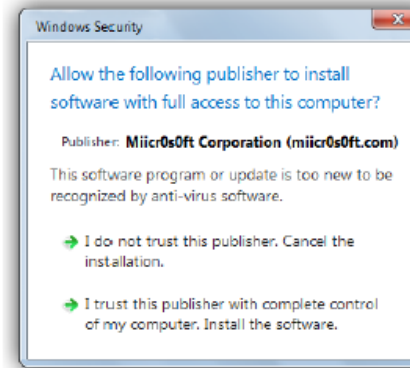 Windows Security
Allow the following publisher to install
software with full access to this computer?
Publisher: Miicr0s0ft Corporation (miicr0s0ft.com)
This software program or update is too new to be
recognized by anti-virus software.
I do not trust this publisher. Cancel the
installation.
I trust this publisher with complete control
of my computer. Install the software.